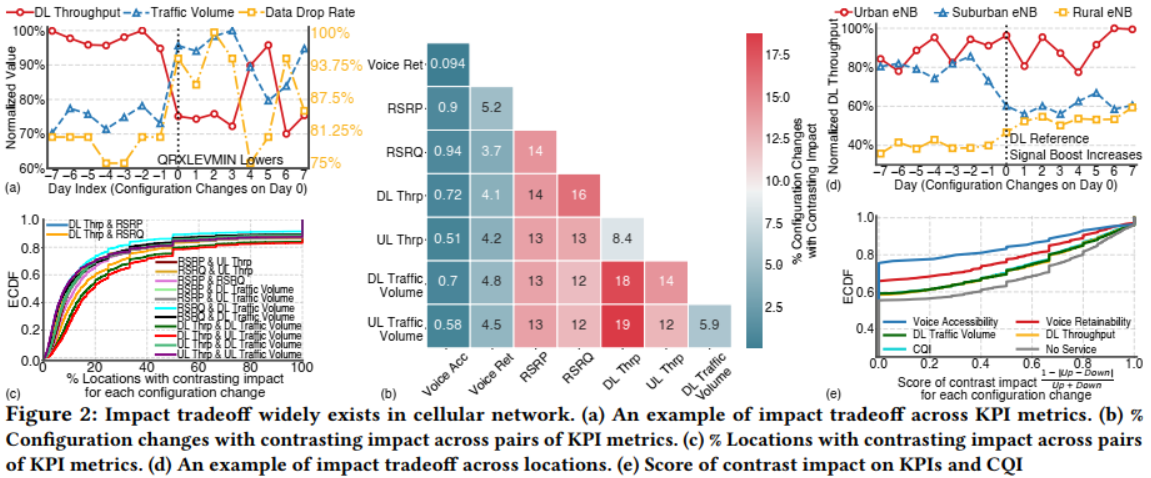 DL Throughput Traffic Volume Data Drop Rate
Normalized Value
100%
90%
80%
70%
60%
100%
93.75%
87.5%
81.25%
75%
QRXLEVMIN Lowers
−7 −6 −5 −4 −3 −2 −1 0 1 2 3 4 5 6 7
(a) Day Index (Configuration Changes on Day 0)
ECDF
1.0
0.8
0.6
0.4
0.2
0.0
DL Thrp & RSRP
DL Thrp & RSRQ
RSRP & UL Thrp
RSRQ & UL Thrp
RSRP & RSRQ
RSRP & DL Traffic Volume
RSRP & UL Traffic Volume
RSRQ & DL Traffic Volume
RSRQ & DL Traffic Volume
DL Thrp & DL Traffic Volume
DL Thrp & UL Traffic Volume
UL Thrp & DL Traffic Volume
UL Thrp & UL Traffic Volume
0 20 40 60 80 100
(c) % Locations with contrasting impact
for each configuration change
Voice Ret 0.094
RSRP 0.9 5.2
RSRQ 0.94 3.7 14
DL Thrp 0.72 4.1 14 16
UL Thrp 0.51 4.2 13 13 8.4
DL Traffic
Volume 0.7 4.8 13 12 18 14
UL Traffic
Volume 0.58 4.5 13 12 19 12 5.9
Voice Acc Voice Ret RSRP RSRQ DL Thrp UL Thrp DL Traffic
Volume
(b)
17.5
15.0
12.5
10.0
7.5
5.0
2.5
% Configuration Changes
with Contrasting Impact
Urban eNB Suburban eNB Rural eNB
Normalized DL Throughput
100%
80%
60%
40%
DL Reference
Signal Boost Increases
−7 −6 −5 −4 −3 −2 −1 0 1 2 3 4 5 6 7
(d) Day (Configuration Changes on Day 0)
ECDF
1.0
0.8
0.6
0.4
Voice Accessibility Voice Retainability
DL Traffic Volume DL Throughput
CQI No Service
0.0 0.2 0.4 0.6 0.8 1.0
Score of contrast impact 1−|Up−Down| / Up+Down
(e) for each configuration change
Figure 2: Impact tradeoff widely exists in cellular network. (a) An example of impact tradeoff across KPI metrics. (b) %
Configuration changes with contrasting impact across pairs of KPI metrics. (c) % Locations with contrasting impact across pairs
of KPI metrics. (d) An example of impact tradeoff across locations. (e) Score of contrast impact on KPIs and CQI